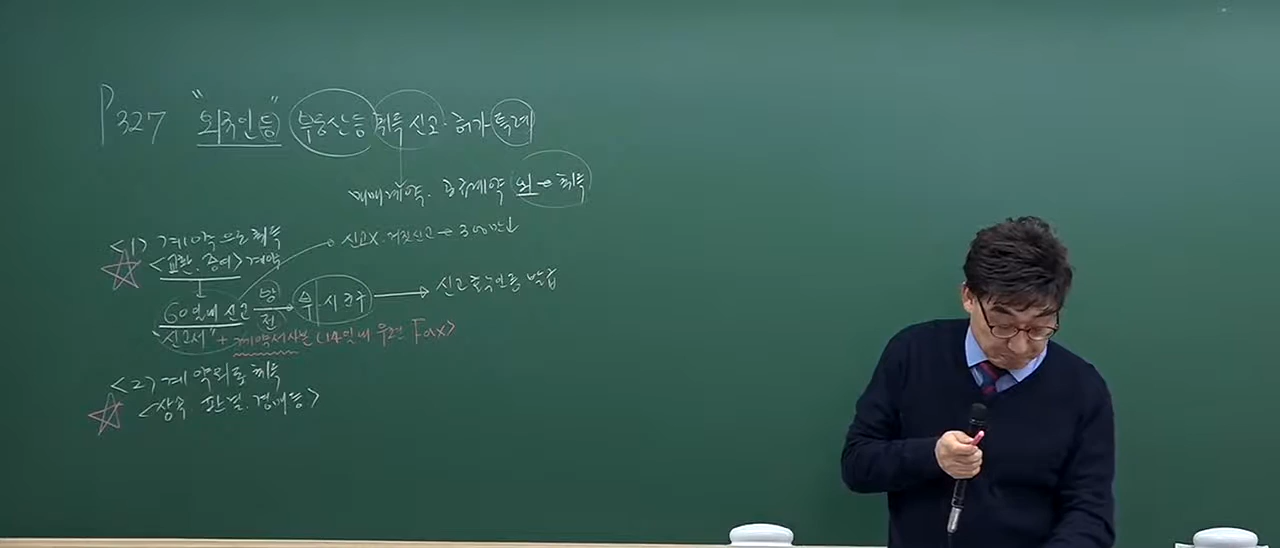 P327 "외국인등" 부동산등 취득 신고·허가 특례
매매계약. 공급계약 외 → 취득
<1> 계약으로 취득
<교환. 증여> 계약
신고X·거짓신고 → 300만↓
60일내 신고 방 전 → 부 시군구 → 신고확인증 발급
"신고서" + 계약서사본 (14일내 우편 Fax>
<2> 계약외로 취득
<상속 판결.경매등>